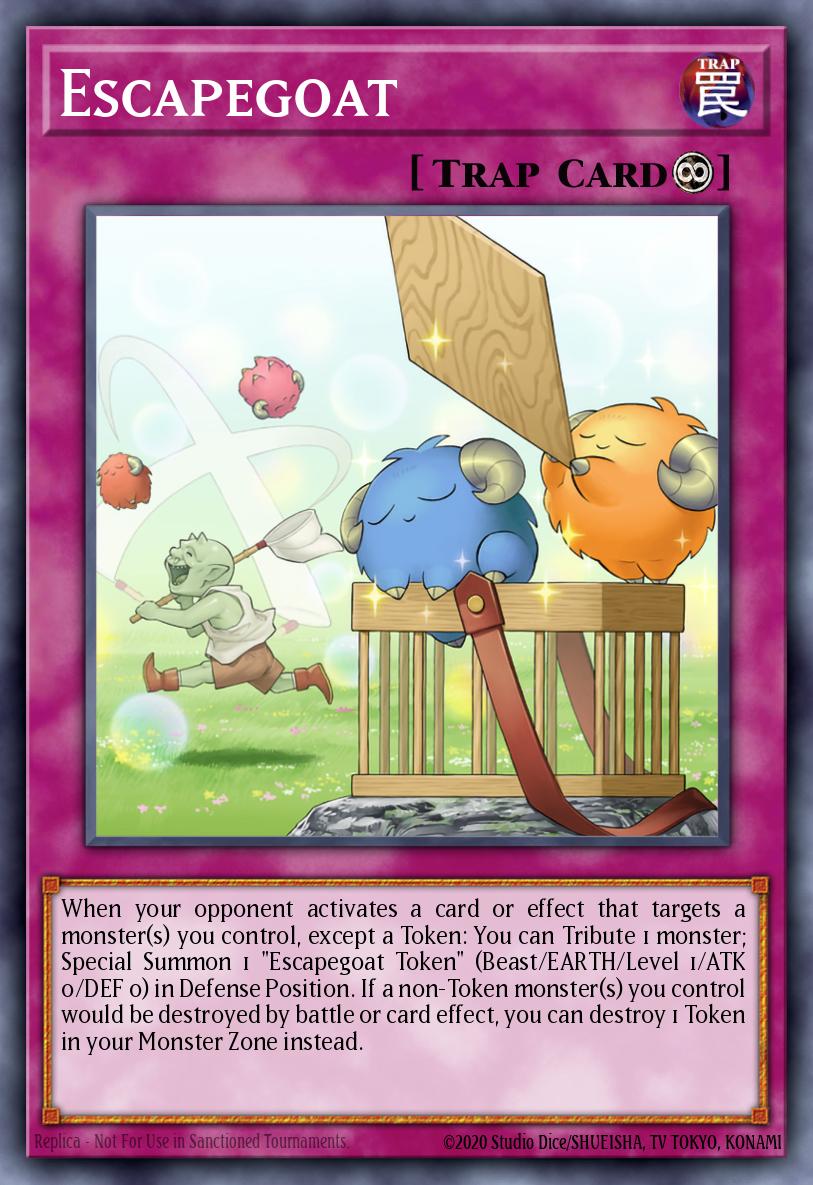 Escapegoat
TRAP
罠
[ Trap Card ]
When your opponent activates a card or effect that targets a
monster(s) you control, except a Token: You can Tribute 1 monster;
Special Summon 1 "Escapegoat Token" (Beast/EARTH/Level 1/ATK
0/DEF 0) in Defense Position. If a non-Token monster(s) you control
would be destroyed by battle or card effect, you can destroy 1 Token
in your Monster Zone instead.
Replica - Not For Use in Sanctioned Tournaments.
©2020 Studio Dice/SHUEISHA, TV TOKYO, KONAMI